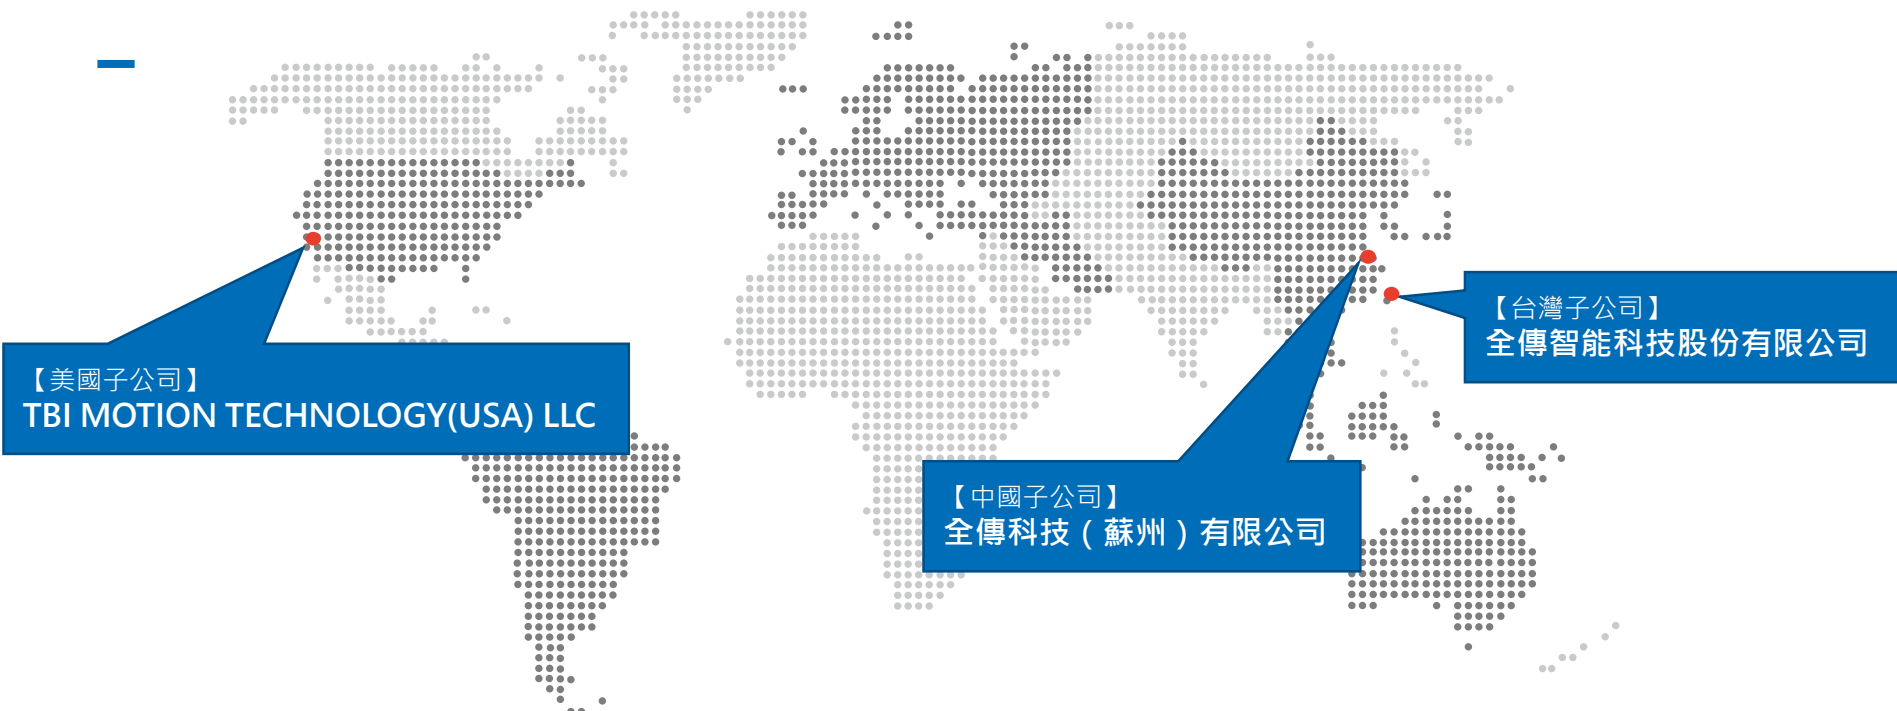 【台灣子公司】
全傳智能科技股份有限公司
【美國子公司】
TBI MOTION TECHNOLOGY(USA) LLC
【中國子公司】
全傳科技（蘇州）有限公司